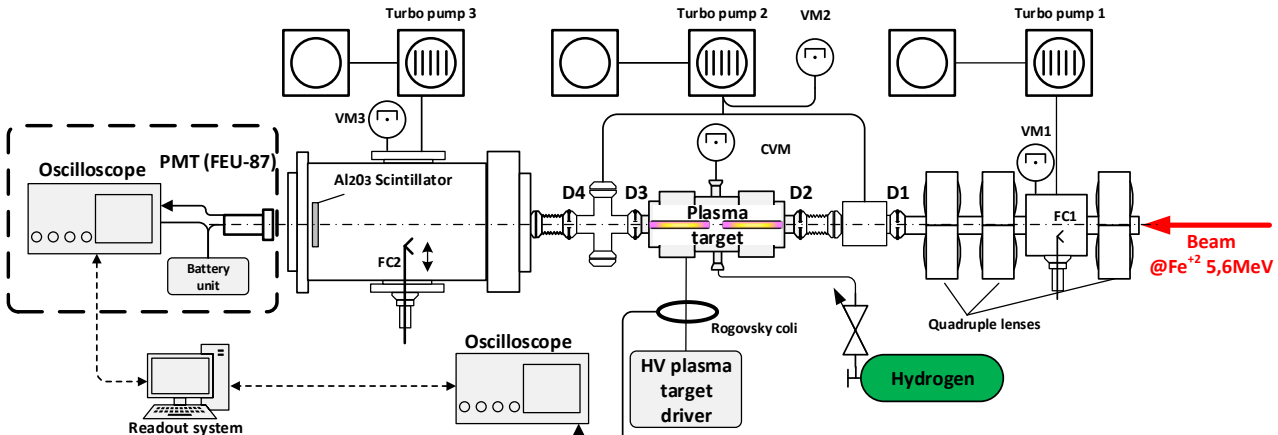 Turbo pump 3
Turbo pump 2
VM2
Turbo pump 1
VM3
CVM
VM1
PMT (FEU-87)
Oscilloscope
Al203 Scintillator
D4
D3
D2
D1
Plasma
target
FC1
FC2
Beam
@Fe+2 5,6MeV
Battery
unit
Rogovsky coli
Quadruple lenses
Oscilloscope
HV plasma
target
driver
Hydrogen
Readout system